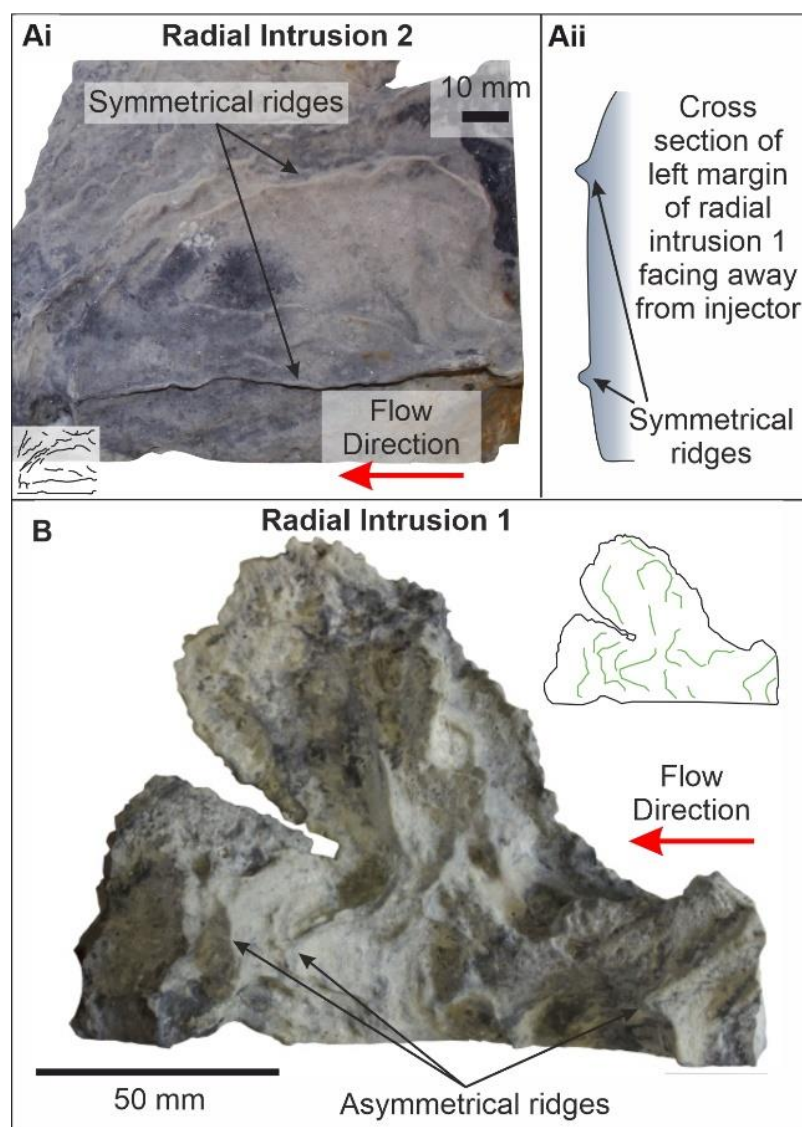 Ai
Radial Intrusion 2
Symmetrical ridges
10 mm
Flow
Direction
Aii
Cross
section of
left margin
of radial
intrusion 1
facing away
from injector
Symmetrical
ridges
B
Radial Intrusion 1
Flow
Direction
50 mm
Asymmetrical ridges